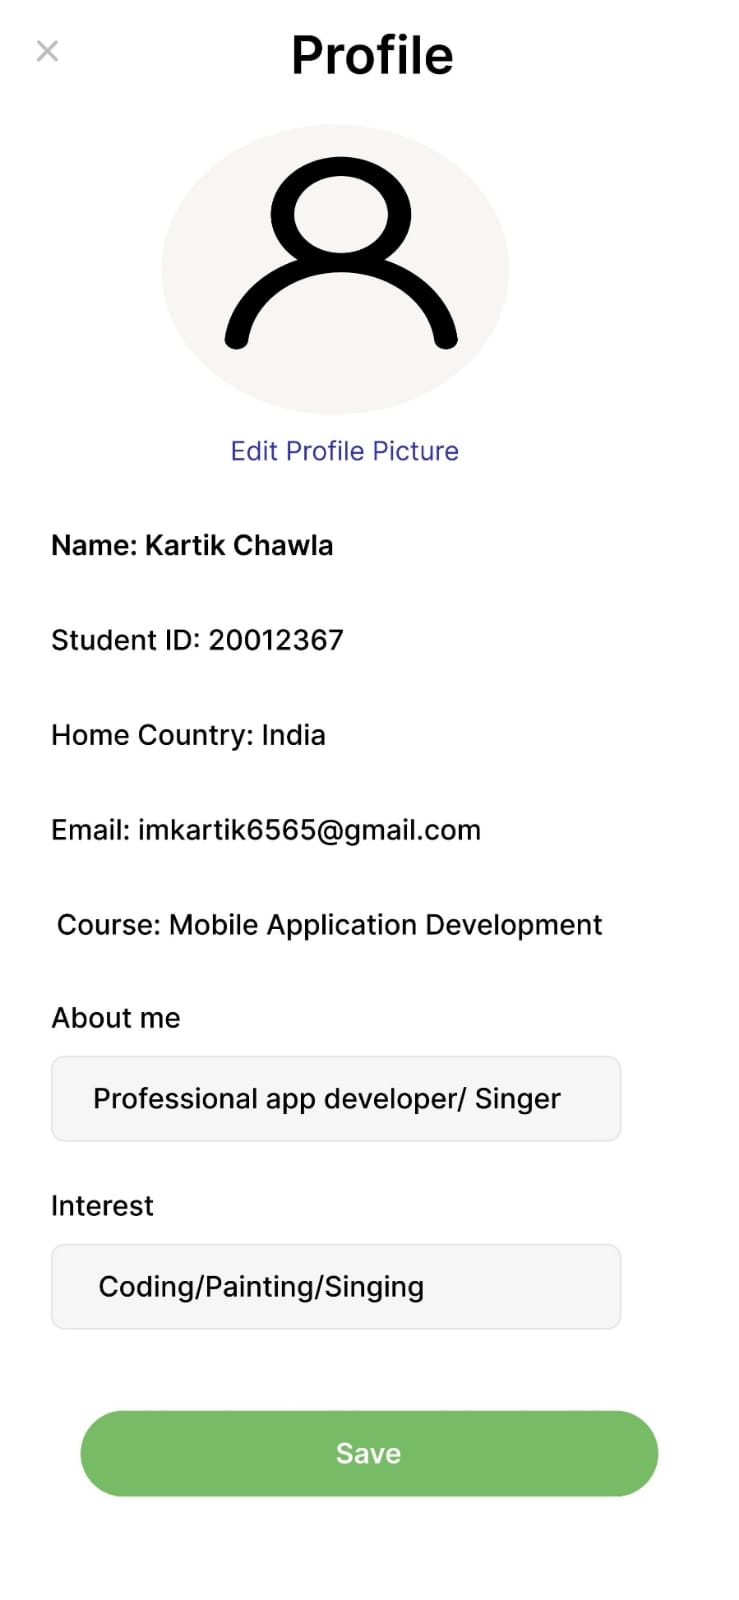 Profile
Edit Profile Picture
Name: Kartik Chawla
Student ID: 20012367
Home Country: India
Email: imkartik6565@gmail.com
Course: Mobile Application Development
About me
Professional app developer/ Singer
Interest
Coding/Painting/Singing
Save